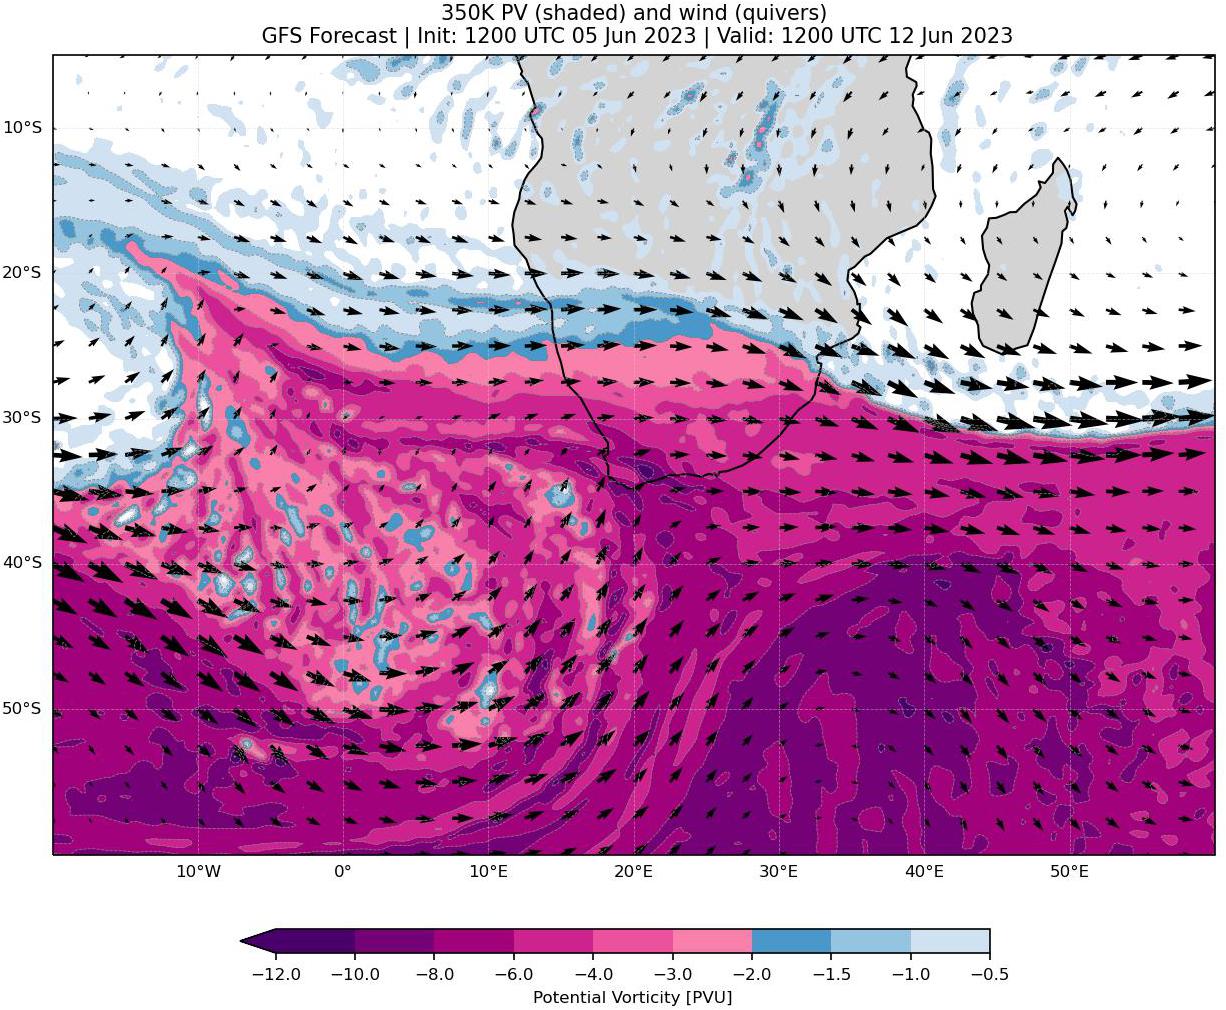 350K PV (shaded) and wind (quivers)
GFS Forecast | Init: 1200 UTC 05 Jun 2023 | Valid: 1200 UTC 12 Jun 2023
10°S
20°S
30°S
40°S
50°S
10°W 0° 10°E 20°E 30°E 40°E 50°E
−12.0 −10.0 −8.0 −6.0 −4.0 −3.0 −2.0 −1.5 −1.0 −0.5
Potential Vorticity [PVU]